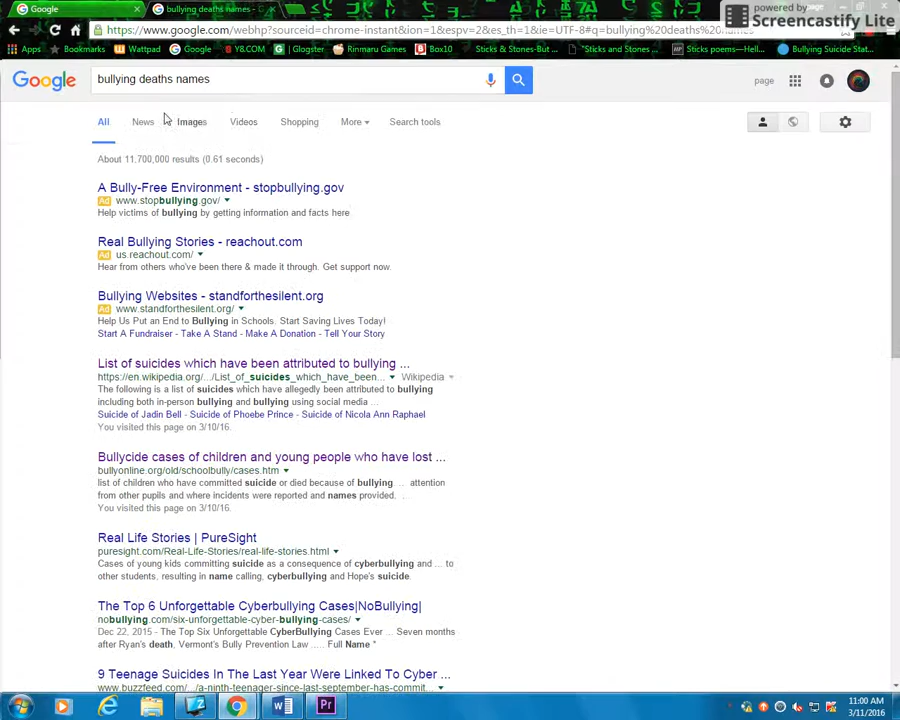 Google
bullying deaths names -
powered by
Screencastify Lite
https://www.google.com/webhp?sourceid=chrome-instant&ion=1&espv=2&es_th=1&ie=UTF-8#q=bullying%20deaths%20names
Apps Bookmarks Wattpad Google Y8.COM Glogster Rinmaru Games Box10 Sticks & Stones-But ... "Sticks and Stones ... Sticks poems—Hell... Bullying Suicide Stat...
Google bullying deaths names page
All News Images Videos Shopping More Search tools
About 11,700,000 results (0.61 seconds)
A Bully-Free Environment - stopbullying.gov
Ad www.stopbullying.gov/
Help victims of bullying by getting information and facts here
Real Bullying Stories - reachout.com
Ad us.reachout.com/
Hear from others who've been there & made it through. Get support now.
Bullying Websites - standforthesilent.org
Ad www.standforthesilent.org/
Help Us Put an End to Bullying in Schools. Start Saving Lives Today!
Start A Fundraiser - Take A Stand - Make A Donation - Tell Your Story
List of suicides which have been attributed to bullying ...
https://en.wikipedia.org/.../List_of_suicides_which_have_been... Wikipedia
The following is a list of suicides which have allegedly been attributed to bullying
including both in-person bullying and bullying using social media ...
Suicide of Jadin Bell - Suicide of Phoebe Prince - Suicide of Nicola Ann Raphael
You visited this page on 3/10/16.
Bullycide cases of children and young people who have lost ...
bullyonline.org/old/schoolbully/cases.htm
list of children who have committed suicide or died because of bullying. ... attention
from other pupils and where incidents were reported and names provided.
You visited this page on 3/10/16.
Real Life Stories | PureSight
puresight.com/Real-Life-Stories/real-life-stories.html
Cases of young kids committing suicide as a consequence of cyberbullying and ... to
other students, resulting in name calling, cyberbullying and Hope's suicide.
The Top 6 Unforgettable Cyberbullying Cases|NoBullying|
nobullying.com/six-unforgettable-cyber-bullying-cases/
Dec 22, 2015 - The Top Six Unforgettable CyberBullying Cases Ever ... Seven months
after Ryan's death, Vermont's Bully Prevention Law ..... Full Name *
9 Teenage Suicides In The Last Year Were Linked To Cyber ...
www.buzzfeed.com/.../a-ninth-teenager-since-last-september-has-commit...
11:00 AM
3/11/2016